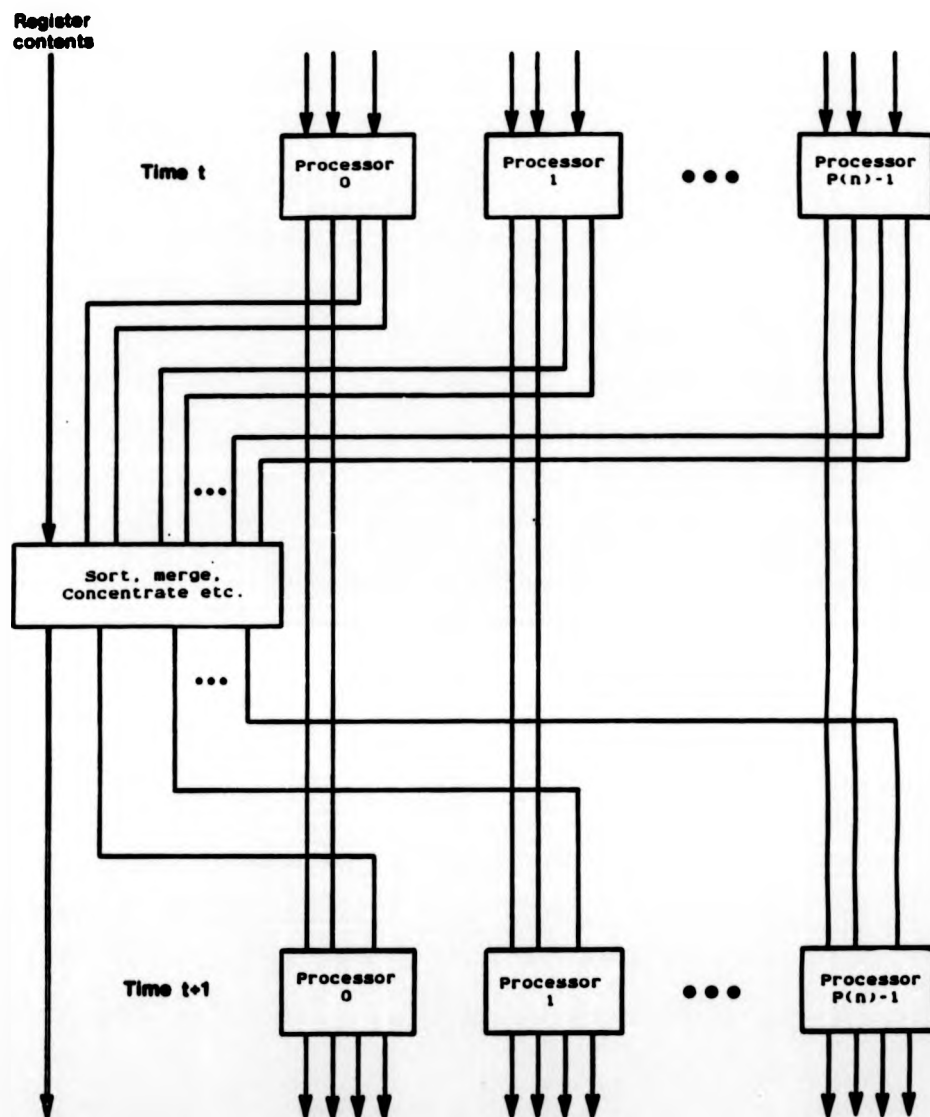 Register
contents
Time t
Processor
0
Processor
1
•••
Processor
P(n)-1
•••
Sort, merge,
Concentrate etc.
•••
Time t+1
Processor
0
Processor
1
•••
Processor
P(n)-1